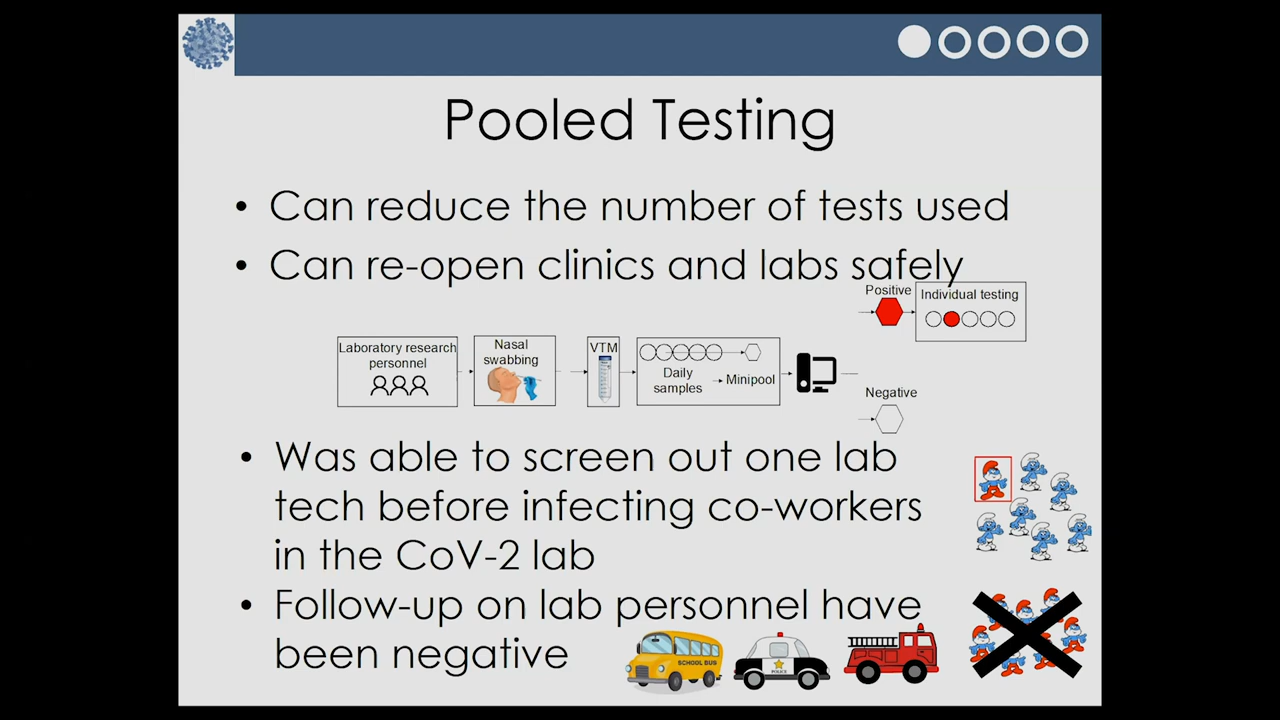 Pooled Testing
• Can reduce the number of tests used
• Can re-open clinics and labs safely
Positive
Individual testing
Laboratory research
personnel
Nasal
swabbing
VTM
Daily
samples
Minipool
Negative
• Was able to screen out one lab
tech before infecting co-workers
in the CoV-2 lab
• Follow-up on lab personnel have
been negative
SCHOOL BUS
POLICE